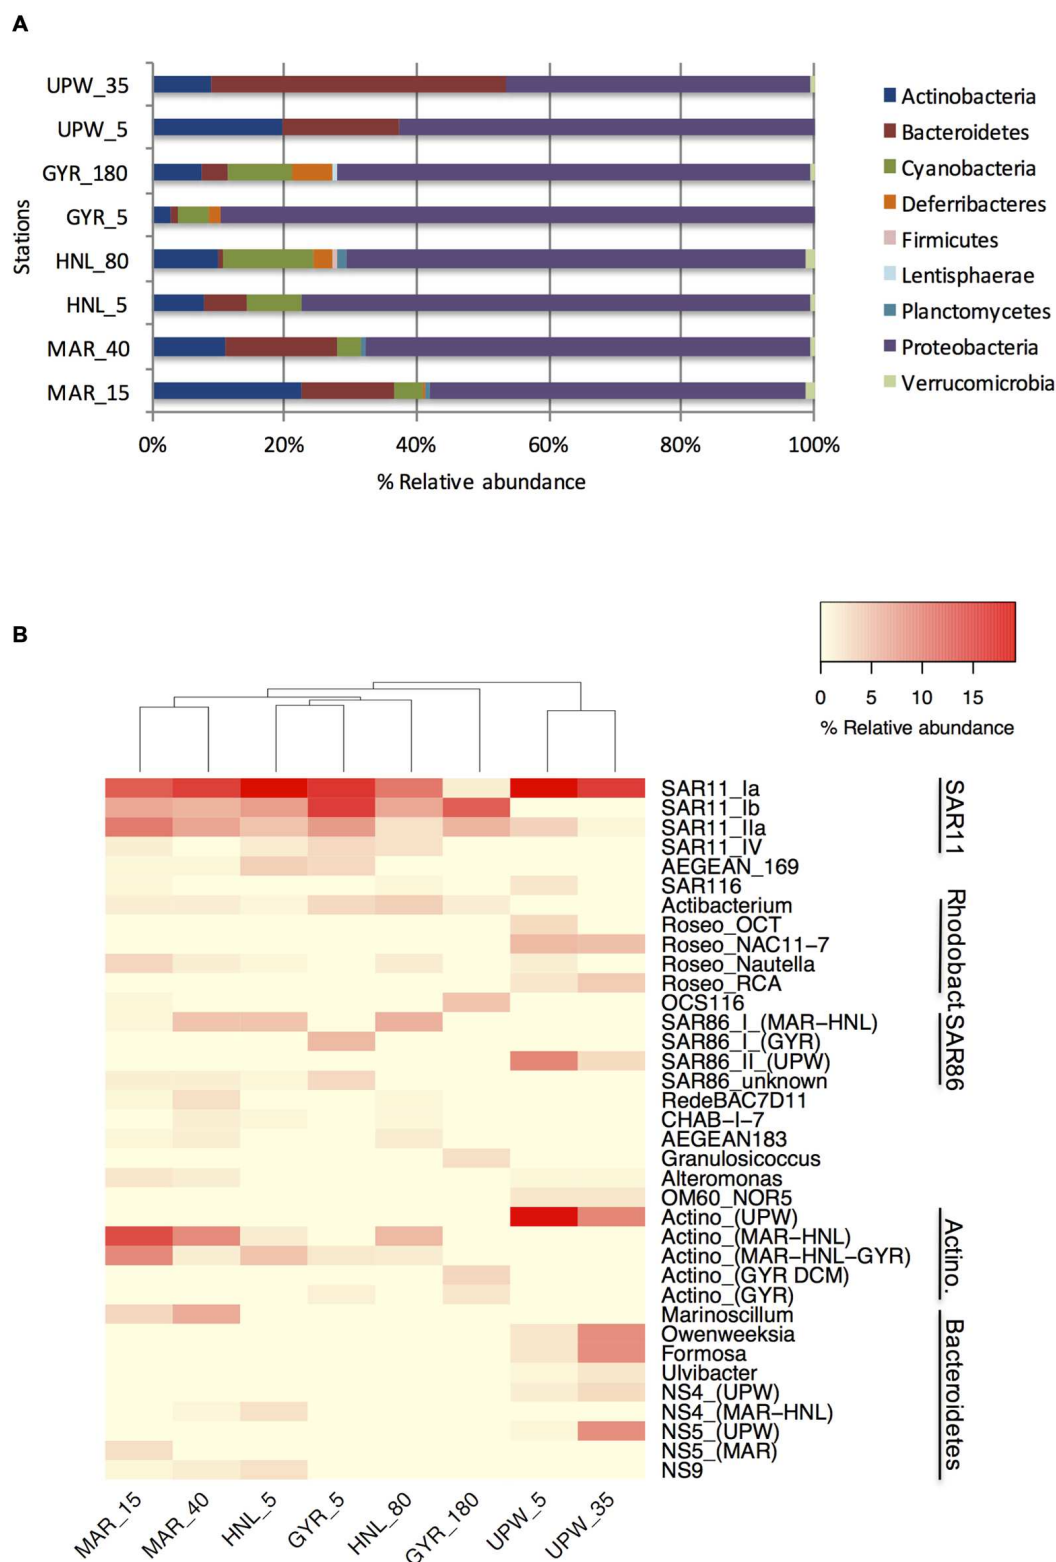 A
UPW_35
UPW_5
GYR_180
GYR_5
HNL_80
HNL_5
MAR_40
MAR_15
Stations
0% 20% 40% 60% 80% 100%
% Relative abundance
Actinobacteria
Bacteroidetes
Cyanobacteria
Deferribacteres
Firmicutes
Lentisphaerae
Planctomycetes
Proteobacteria
Verrucomicrobia
B
0 5 10 15
% Relative abundance
SAR11_Ia
SAR11_Ib
SAR11_IIa
SAR11_IV
AEGEAN_169
SAR116
Actibacterium
Roseo_OCT
Roseo_NAC11−7
Roseo_Nautella
Roseo_RCA
OCS116
SAR86_I_(MAR−HNL)
SAR86_I_(GYR)
SAR86_II_(UPW)
SAR86_unknown
RedeBAC7D11
CHAB−I−7
AEGEAN183
Granulosicoccus
Alteromonas
OM60_NOR5
Actino_(UPW)
Actino_(MAR−HNL)
Actino_(MAR−HNL−GYR)
Actino_(GYR DCM)
Actino_(GYR)
Marinoscillum
Owenweeksia
Formosa
Ulvibacter
NS4_(UPW)
NS4_(MAR−HNL)
NS5_(UPW)
NS5_(MAR)
NS9
SAR11
Rhodobact.
SAR86
Actino.
Bacteroidetes
MAR_15
MAR_40
HNL_5
GYR_5
HNL_80
GYR_180
UPW_5
UPW_35